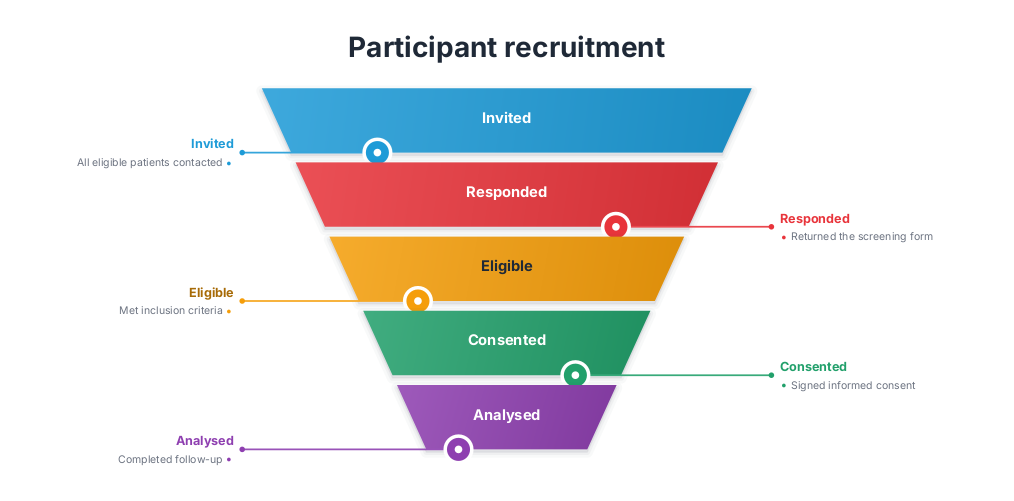 Participant recruitment
Invited
Invited
All eligible patients contacted •
Responded
Responded
• Returned the screening form
Eligible
Eligible
Met inclusion criteria •
Consented
Consented
• Signed informed consent
Analysed
Analysed
Completed follow-up •